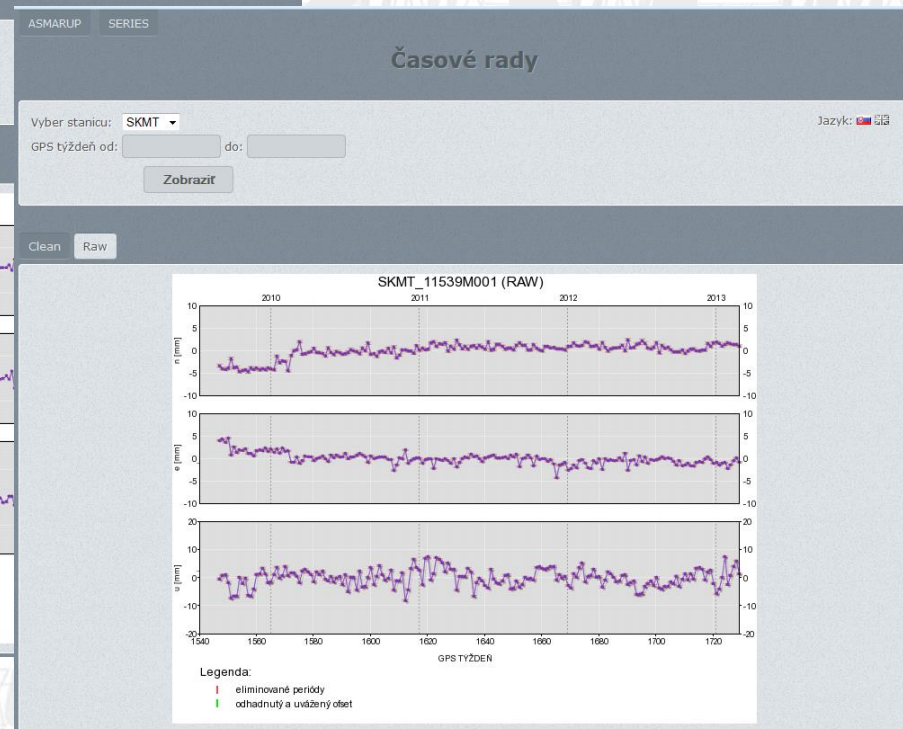 ASMARUP SERIES
Časové rady
Vyber stanicu: SKMT
Jazyk:
GPS týždeň od: do:
Zobraziť
Clean Raw
SKMT_11539M001 (RAW)
2010 2011 2012 2013
10 10
5 5
n [mm]
0 0
-5 -5
-10 -10
10 10
5 5
e [mm]
0 0
-5 -5
-10 -10
20 20
10 10
u [mm]
0 0
-10 -10
-20 -20
1540 1560 1580 1600 1620 1640 1660 1680 1700 1720
GPS TÝŽDEŇ
Legenda:
eliminované periódy
odhadnutý a uvážený ofset